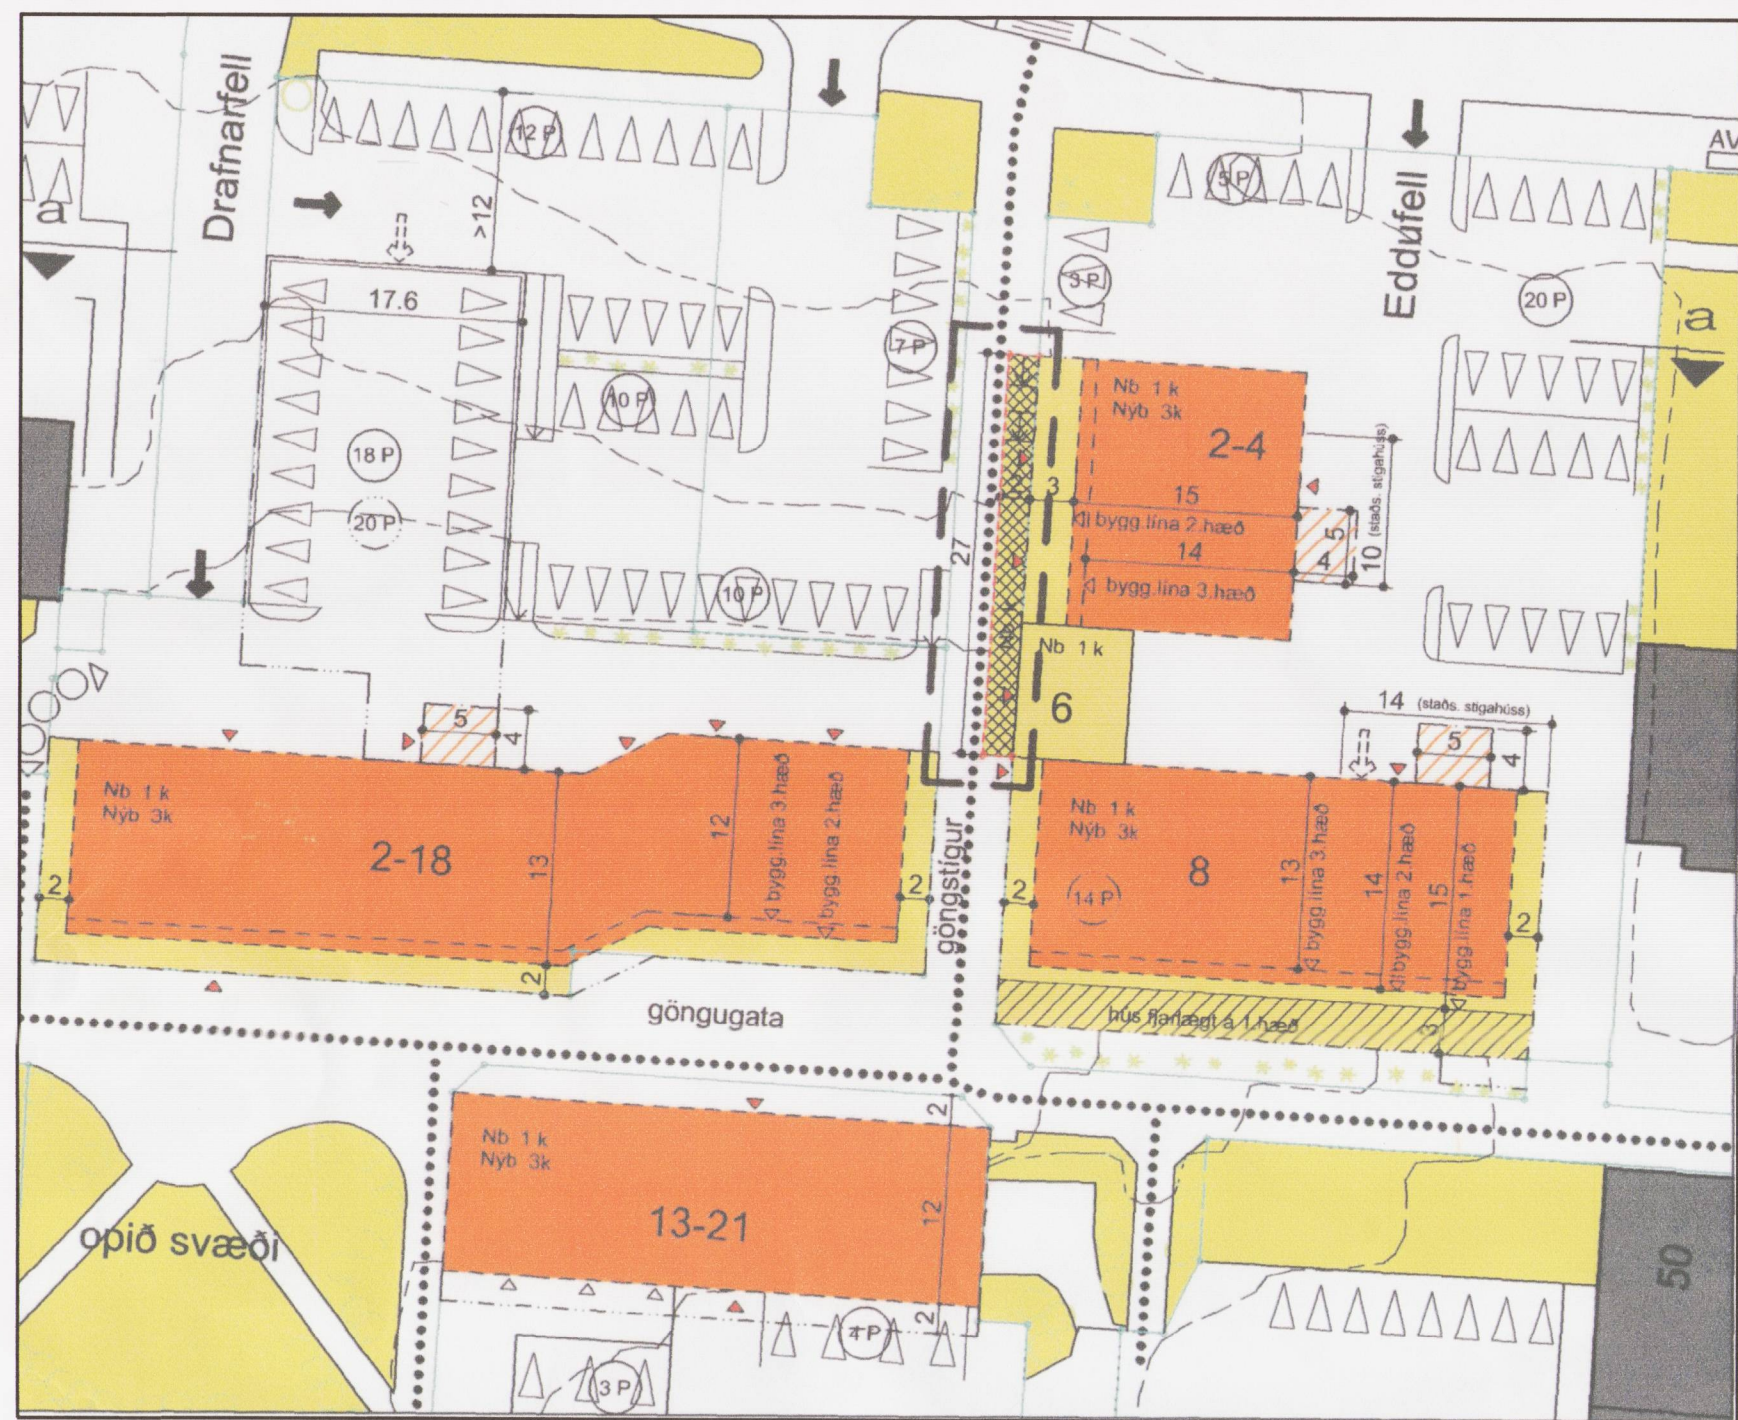 Drafnarfell
12 P
>12
a
17.6
7 P
10 P
18 P
20 P
10 P
27
5 P
3 P
Eddufell
20 P
AV
a
Nb 1 k
Nýb 3k
2-4
3
15
bygg.lína 2.hæð
14
bygg.lína 3.hæð
5
4
10 (staðs. stigahúss)
Nb 1 k
6
14 (staðs. stigahúss)
5
4
5
4
Nb 1 k
Nýb 3k
2-18
13
12
bygg.lína 3.hæð
bygg.lína 2.hæð
2
2
2
göngstígur
Nb 1 k
Nýb 3k
8
14 P
13
bygg.lína 3.hæð
14
bygg.lína 2.hæð
15
bygg.lína 1.hæð
2
2
3
hús fjarlægt á 1.hæð
göngugata
Nb 1 k
Nýb 3k
13-21
2
12
2
opið svæði
50
4 P
3 P